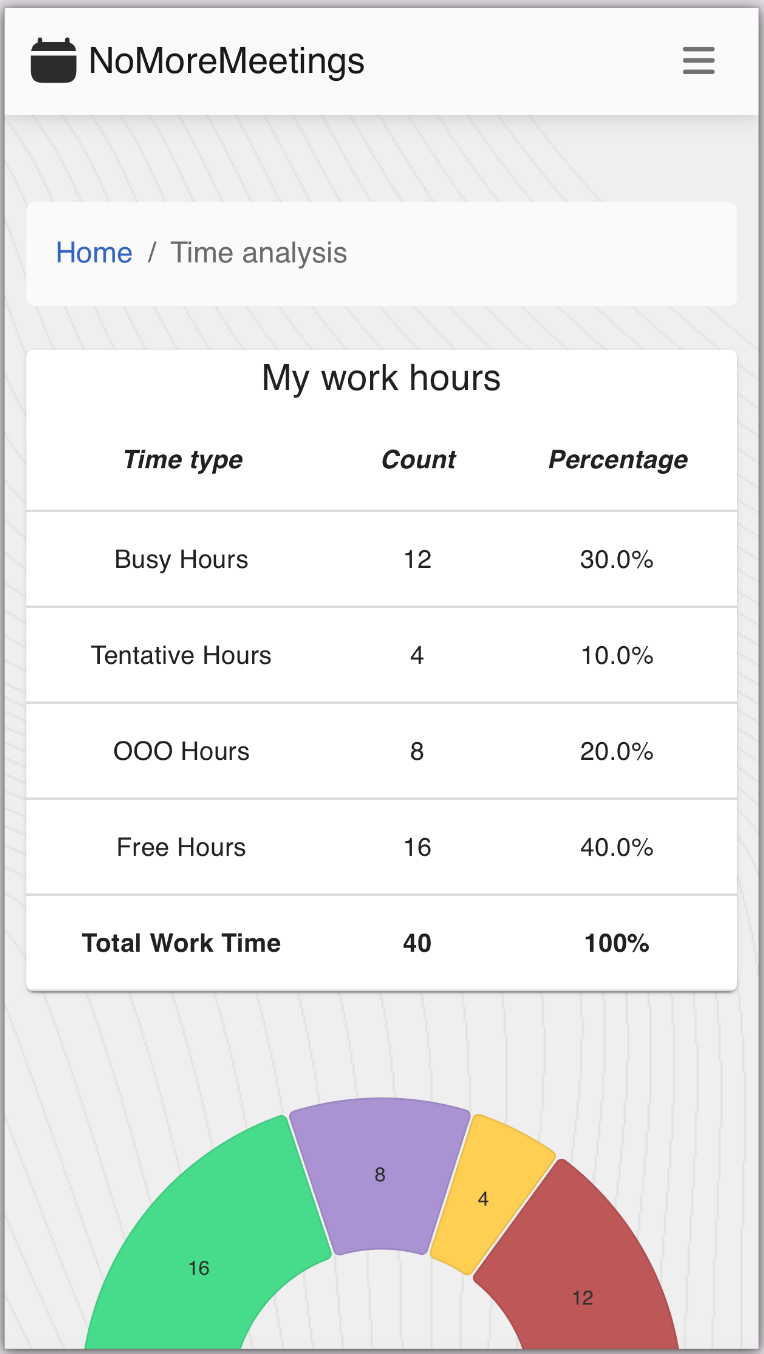 NoMoreMeetings
Home / Time analysis
My work hours
Time type Count Percentage
Busy Hours 12 30.0%
Tentative Hours 4 10.0%
OOO Hours 8 20.0%
Free Hours 16 40.0%
Total Work Time 40 100%
8
4
16
12